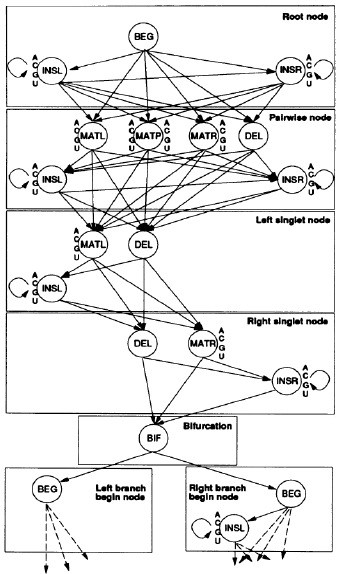 Root node
BEG
A
C
G
U
INSL
INSR
A
C
G
U
Pairwise node
A
C
G
U
MATL
A
C
G
U
MATP
A
C
G
U
MATR
A
C
G
U
DEL
A
C
G
U
INSL
INSR
A
C
G
U
Left singlet node
A
C
G
U
MATL
DEL
A
C
G
U
INSL
Right singlet node
DEL
MATR
A
C
G
U
INSR
A
C
G
U
Bifurcation
BIF
BEG
Left branch
begin node
Right branch
begin node
BEG
A
C
G
U
INSL